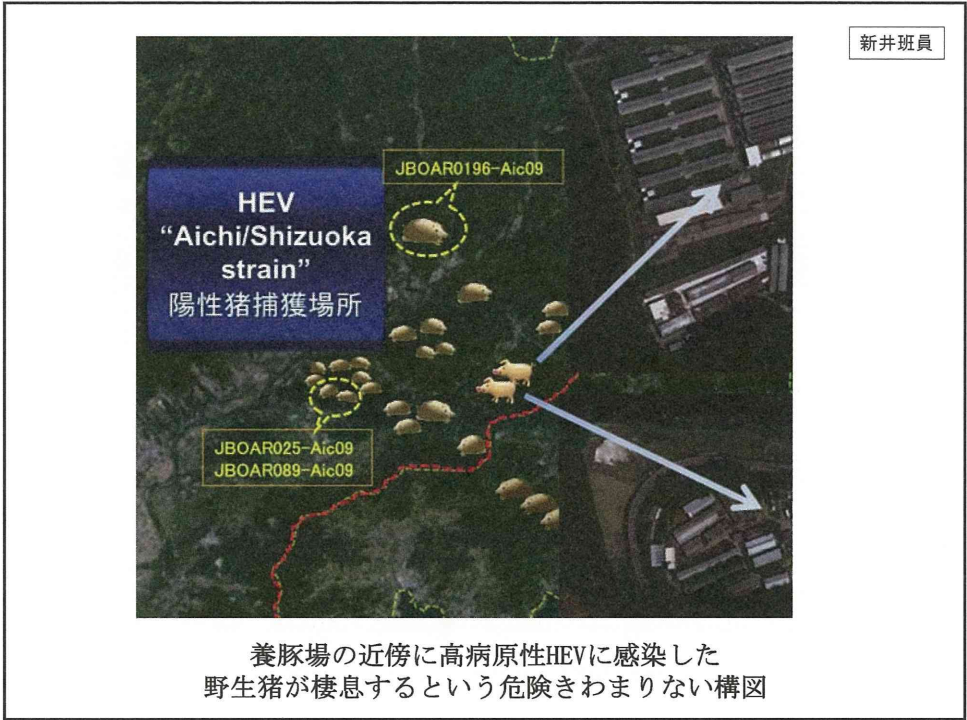 新井班員
JBOAR0196-Aic09
HEV
“Aichi/Shizuoka
strain”
陽性猪捕獲場所
JBOAR025-Aic09
JBOAR089-Aic09
養豚場の近傍に高病原性HEVに感染した
野生猪が棲息するという危険きわまりない構図